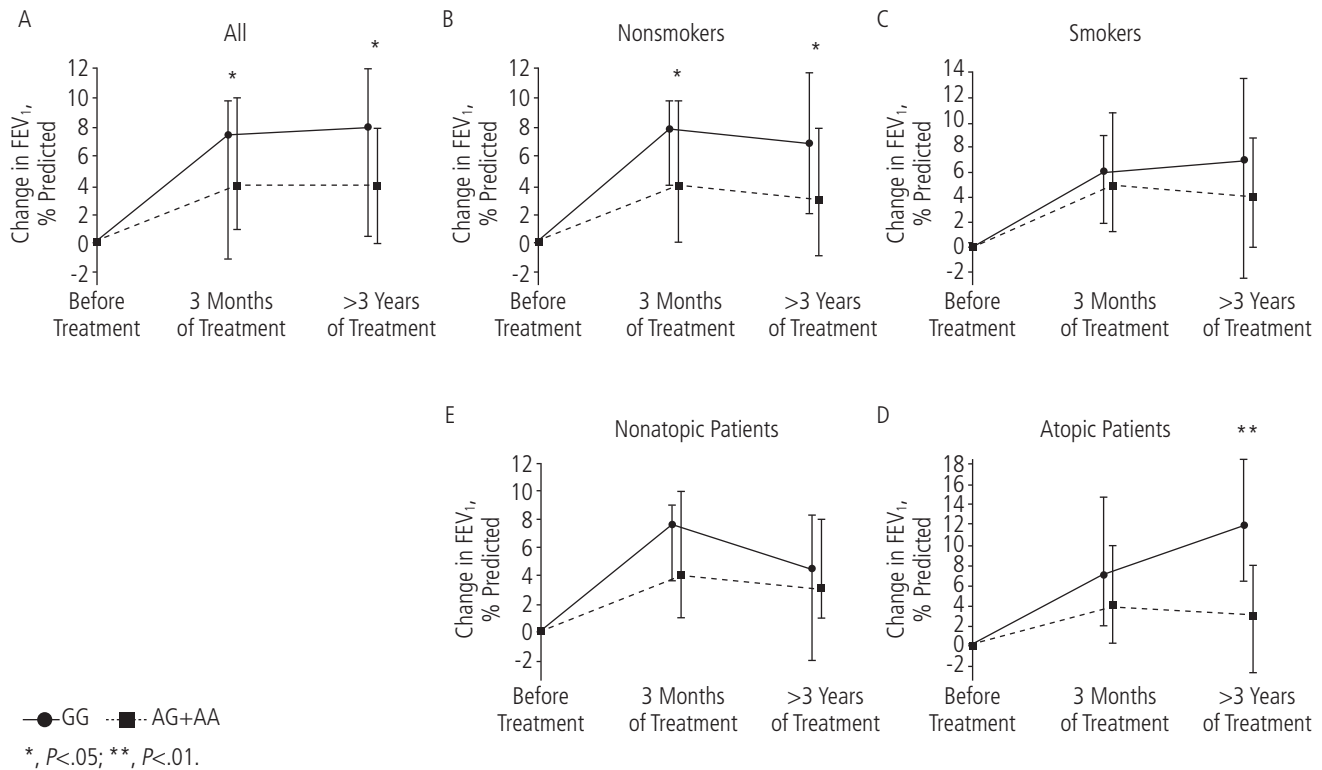 A
All
Change in FEV₁,
% Predicted
12
10
8
6
4
2
0
-2
*
*
Before
Treatment
3 Months
of Treatment
>3 Years
of Treatment
B
Nonsmokers
Change in FEV₁,
% Predicted
12
10
8
6
4
2
0
-2
*
*
Before
Treatment
3 Months
of Treatment
>3 Years
of Treatment
C
Smokers
Change in FEV₁,
% Predicted
14
12
10
8
6
4
2
0
-2
Before
Treatment
3 Months
of Treatment
>3 Years
of Treatment
E
Nonatopic Patients
Change in FEV₁,
% Predicted
12
10
8
6
4
2
0
-2
Before
Treatment
3 Months
of Treatment
>3 Years
of Treatment
D
Atopic Patients
**
Change in FEV₁,
% Predicted
18
16
14
12
10
8
6
4
2
0
-2
Before
Treatment
3 Months
of Treatment
>3 Years
of Treatment
GG AG+AA
*, P<.05; **, P<.01.